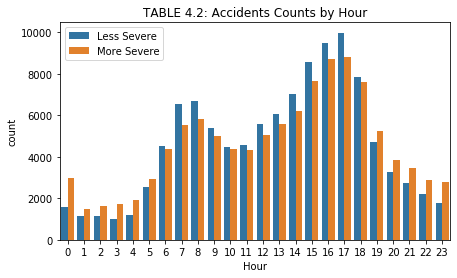 TABLE 4.2: Accidents Counts by Hour
Less Severe
More Severe
10000
8000
6000
4000
2000
0
count
0 1 2 3 4 5 6 7 8 9 10 11 12 13 14 15 16 17 18 19 20 21 22 23
Hour